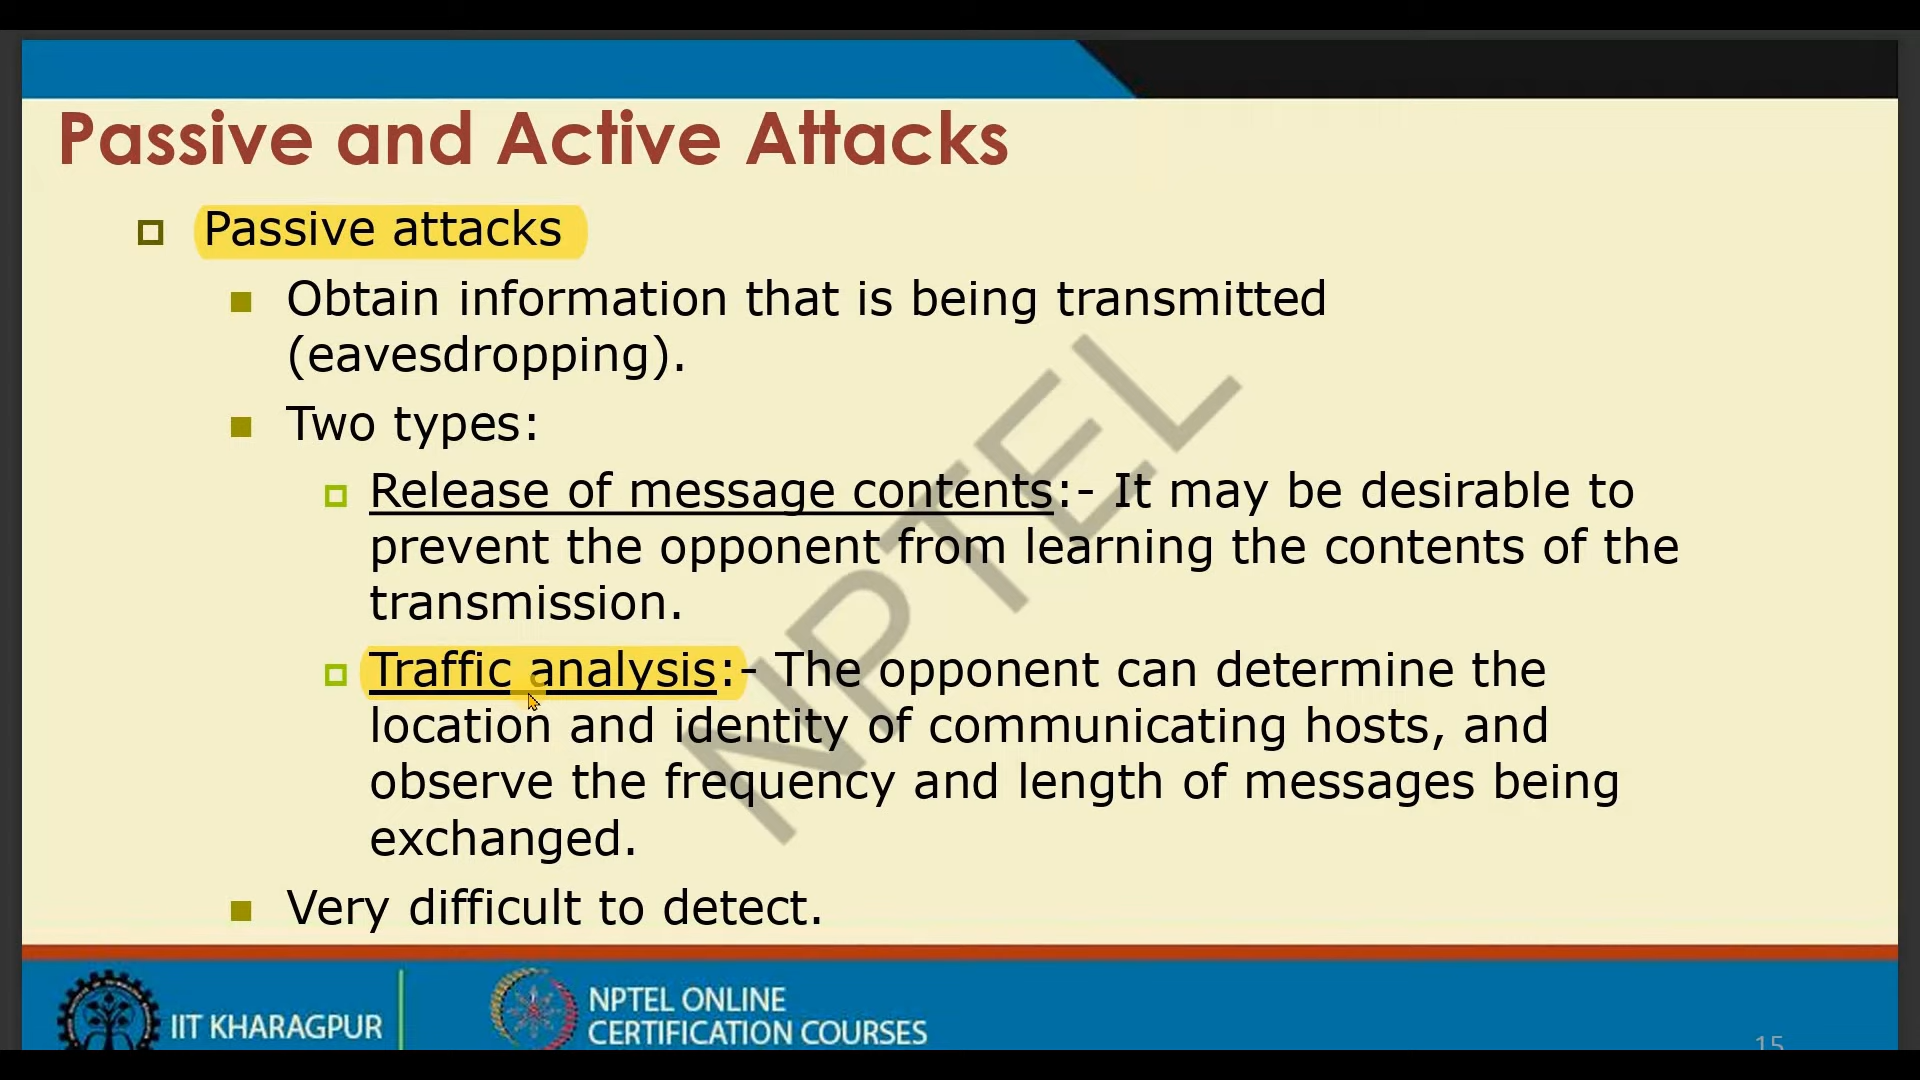 Passive and Active Attacks
Passive attacks
Obtain information that is being transmitted
(eavesdropping).
Two types:
Release of message contents:- It may be desirable to
prevent the opponent from learning the contents of the
transmission.
Traffic analysis:- The opponent can determine the
location and identity of communicating hosts, and
observe the frequency and length of messages being
exchanged.
Very difficult to detect.
NPTEL
IIT KHARAGPUR
NPTEL ONLINE
CERTIFICATION COURSES
15